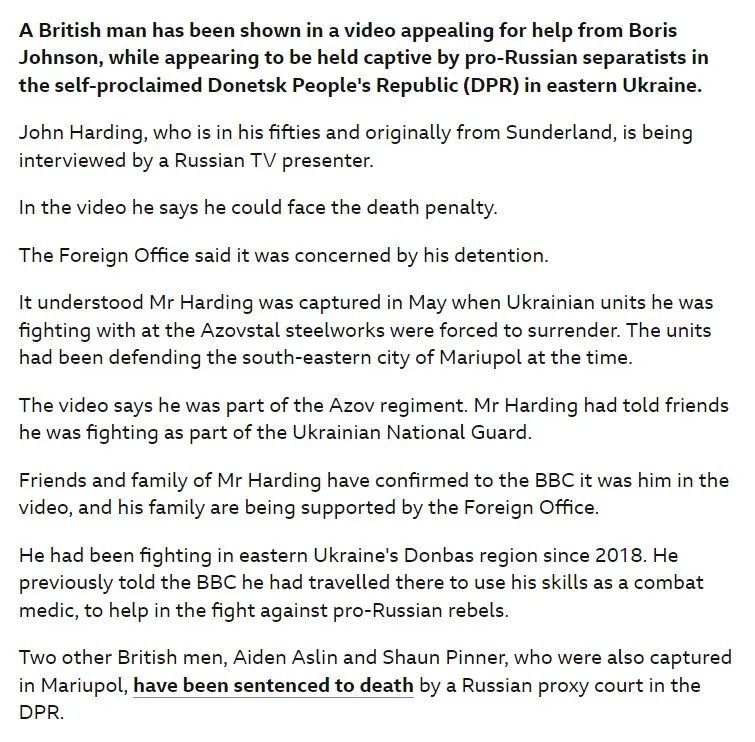 A British man has been shown in a video appealing for help from Boris
Johnson, while appearing to be held captive by pro-Russian separatists in
the self-proclaimed Donetsk People's Republic (DPR) in eastern Ukraine.
John Harding, who is in his fifties and originally from Sunderland, is being
interviewed by a Russian TV presenter.
In the video he says he could face the death penalty.
The Foreign Office said it was concerned by his detention.
It understood Mr Harding was captured in May when Ukrainian units he was
fighting with at the Azovstal steelworks were forced to surrender. The units
had been defending the south-eastern city of Mariupol at the time.
The video says he was part of the Azov regiment. Mr Harding had told friends
he was fighting as part of the Ukrainian National Guard.
Friends and family of Mr Harding have confirmed to the BBC it was him in the
video, and his family are being supported by the Foreign Office.
He had been fighting in eastern Ukraine's Donbas region since 2018. He
previously told the BBC he had travelled there to use his skills as a combat
medic, to help in the fight against pro-Russian rebels.
Two other British men, Aiden Aslin and Shaun Pinner, who were also captured
in Mariupol, have been sentenced to death by a Russian proxy court in the
DPR.